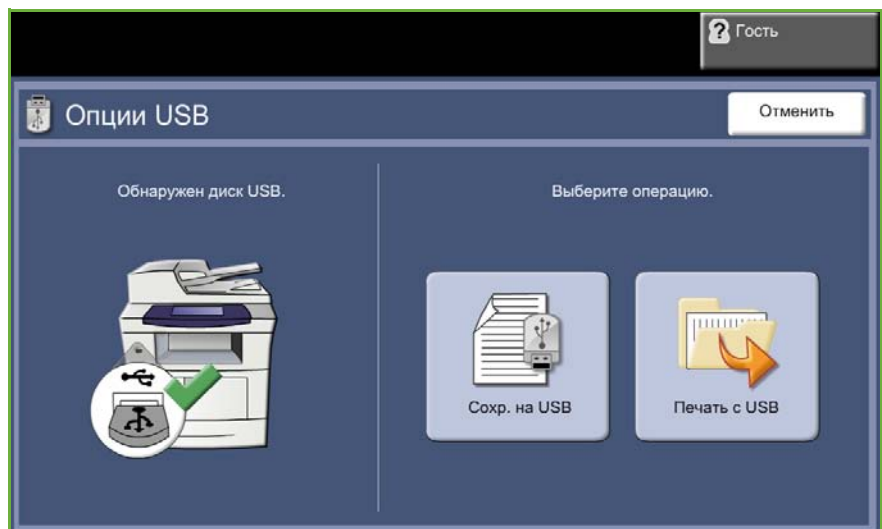 Гость
Опции USB
Отменить
Обнаружен диск USB.
Выберите операцию.
Сохр. на USB
Печать с USB